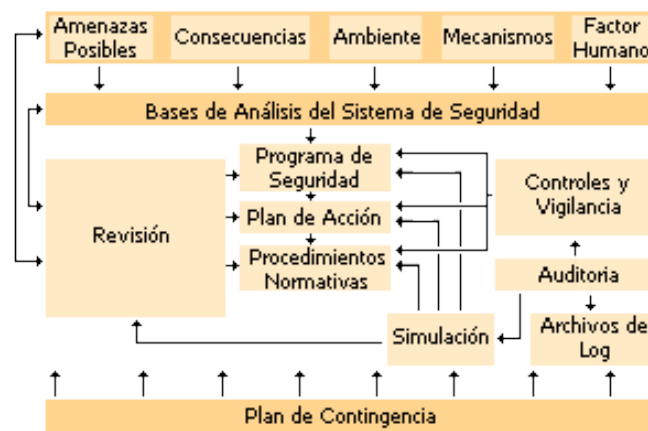 Amenazas
Posibles
Consecuencias
Ambiente
Mecanismos
Factor
Humano
Bases de Análisis del Sistema de Seguridad
Programa de
Seguridad
Controles y
Vigilancia
Revisión
Plan de Acción
Procedimientos
Normativas
Auditoria
Simulación
Archivos de
Log
Plan de Contingencia